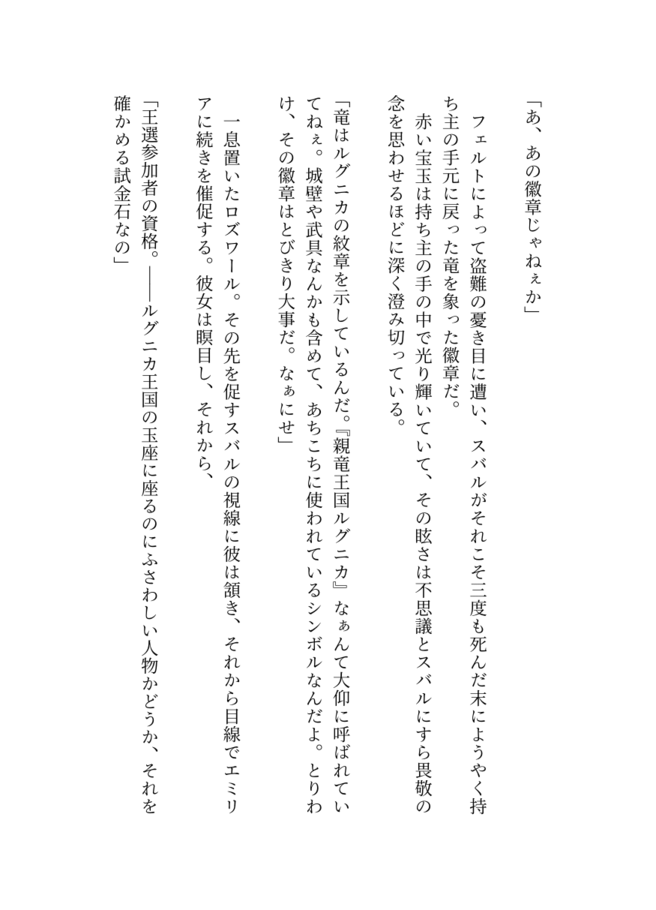 「あ、あの徽章じゃねぇか」
　フェルトによって盗難の憂き目に遭い、スバルがそれこそ三度も死んだ末にようやく持
ち主の手元に戻った竜を象った徽章だ。
　赤い宝玉は持ち主の手の中で光り輝いていて、その眩さは不思議とスバルにすら畏敬の
念を思わせるほどに深く澄み切っている。
「竜はルグニカの紋章を示しているんだ。『親竜王国ルグニカ』なぁんて大仰に呼ばれてい
てねぇ。城壁や武具なんかも含めて、あちこちに使われているシンボルなんだよ。とりわ
け、その徽章はとびきり大事だ。なぁにせ」
　一息置いたロズワール。その先を促すスバルの視線に彼は頷き、それから目線でエミリ
アに続きを催促する。彼女は瞑目し、それから、
「王選参加者の資格。――ルグニカ王国の玉座に座るのにふさわしい人物かどうか、それを
確かめる試金石なの」